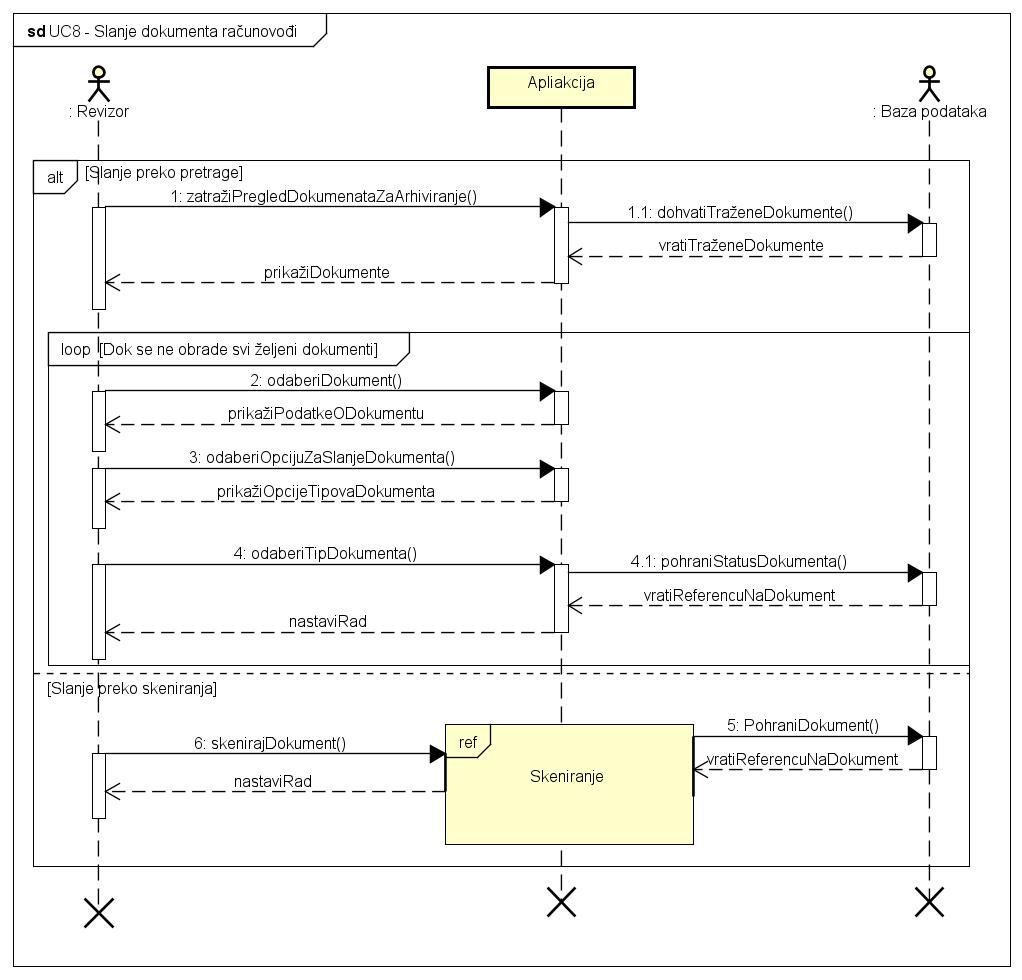 sd UC8 - Slanje dokumenta računovođi
: Revizor
Apliakcija
: Baza podataka
alt
[Slanje preko pretrage]
1: zatražiPregledDokumenataZaArhiviranje()
1.1: dohvatiTraženeDokumente()
vratiTraženeDokumente
prikažiDokumente
loop [Dok se ne obrade svi željeni dokumenti]
2: odaberiDokument()
prikažiPodatkeODokumentu
3: odaberiOpcijuZaSlanjeDokumenta()
prikažiOpcijeTipovaDokumenta
4: odaberiTipDokumenta()
4.1: pohraniStatusDokumenta()
vratiReferencuNaDokument
nastaviRad
[Slanje preko skeniranja]
5: PohraniDokument()
6: skenirajDokument()
ref
vratiReferencuNaDokument
Skeniranje
nastaviRad